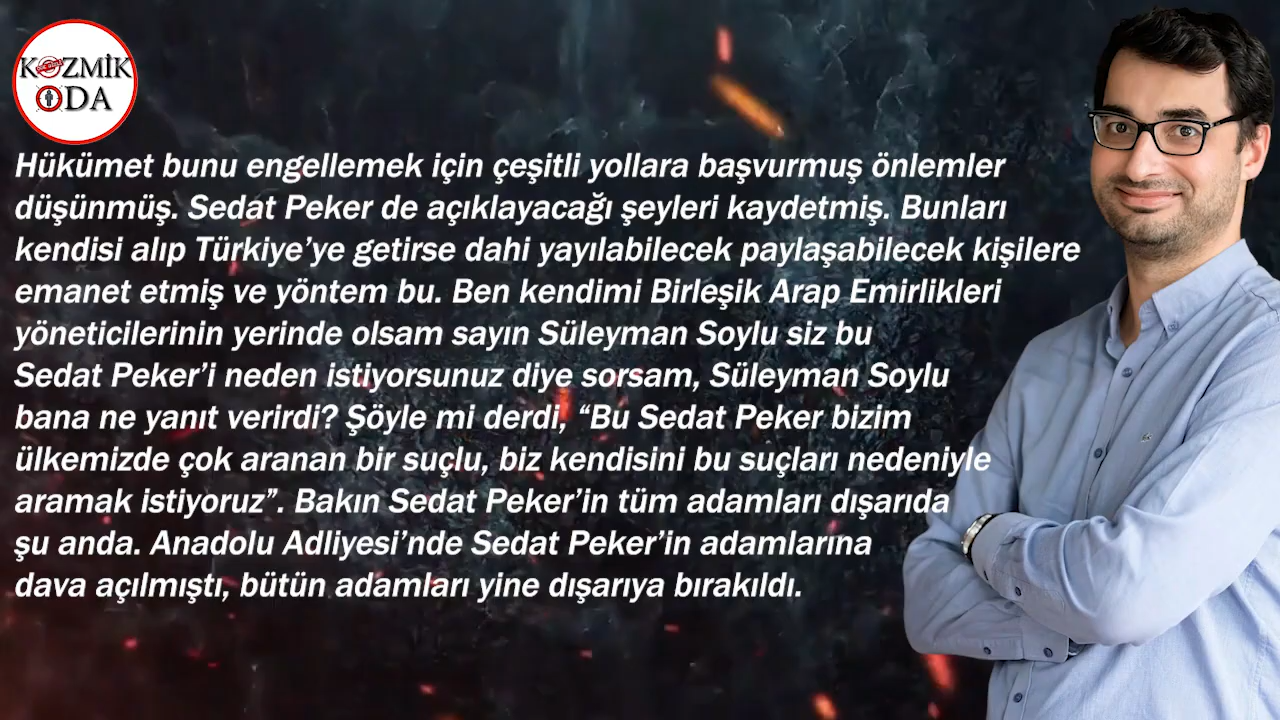 KOZMİK
ODA
Hükümet bunu engellemek için çeşitli yollara başvurmuş önlemler
düşünmüş. Sedat Peker de açıklayacağı şeyleri kaydetmiş. Bunları
kendisi alıp Türkiye’ye getirse dahi yayılabilecek paylaşabilecek kişilere
emanet etmiş ve yöntem bu. Ben kendimi Birleşik Arap Emirlikleri
yöneticilerinin yerinde olsam sayın Süleyman Soylu siz bu
Sedat Peker’i neden istiyorsunuz diye sorsam, Süleyman Soylu
bana ne yanıt verirdi? Şöyle mi derdi, “Bu Sedat Peker bizim
ülkemizde çok aranan bir suçlu, biz kendisini bu suçları nedeniyle
aramak istiyoruz”. Bakın Sedat Peker’in tüm adamları dışarıda
şu anda. Anadolu Adliyesi’nde Sedat Peker’in adamlarına
dava açılmıştı, bütün adamları yine dışarıya bırakıldı.